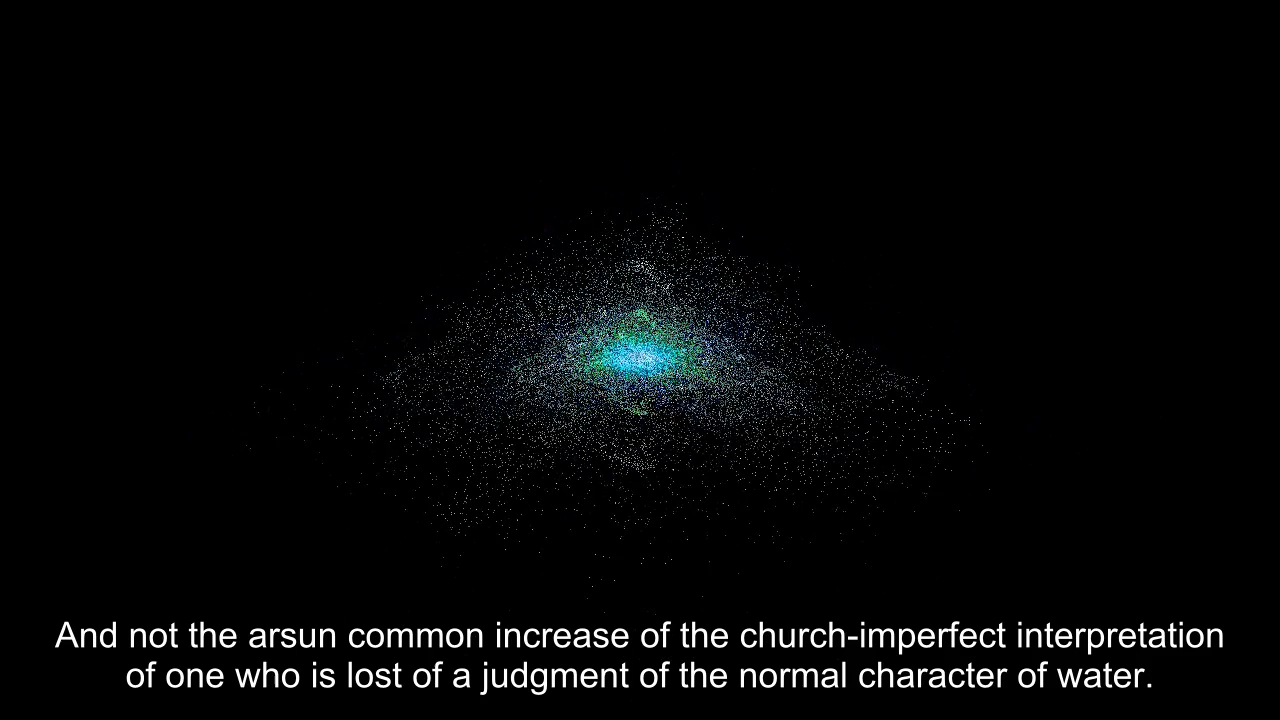 And not the arsun common increase of the church-imperfect interpretation
of one who is lost of a judgment of the normal character of water.